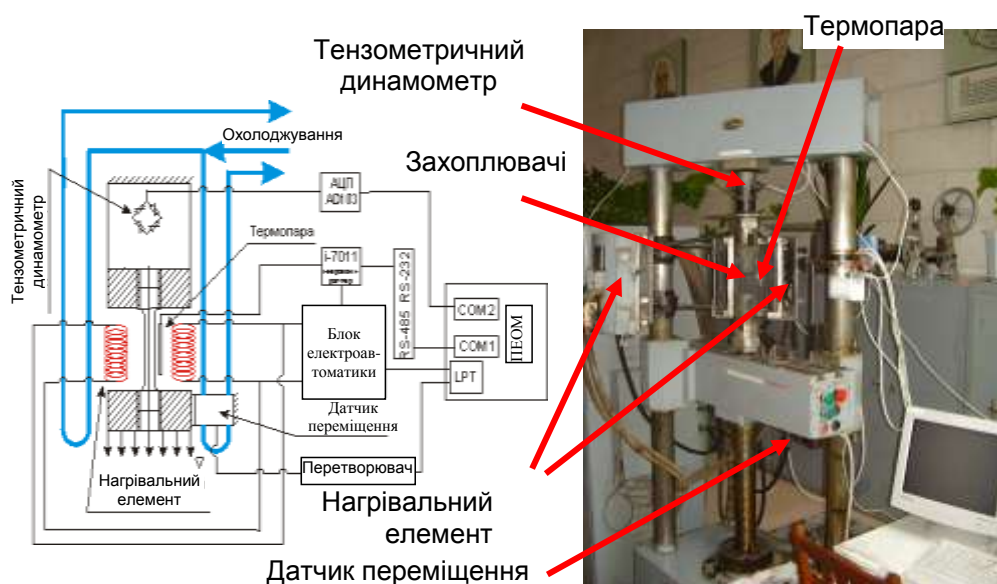 Термопара
Тензометричний
динамометр
Захоплювачі
Охолоджування
Тензометричний
динамометр
АЦП
AD103
Термопара
i-7011
RS-485 RS-232
COM2
COM1
LPT
ПЕОМ
Блок
електроав-
томатики
Датчик
переміщення
Перетворювач
Нагрівальний
елемент
Нагрівальний
елемент
Датчик переміщення